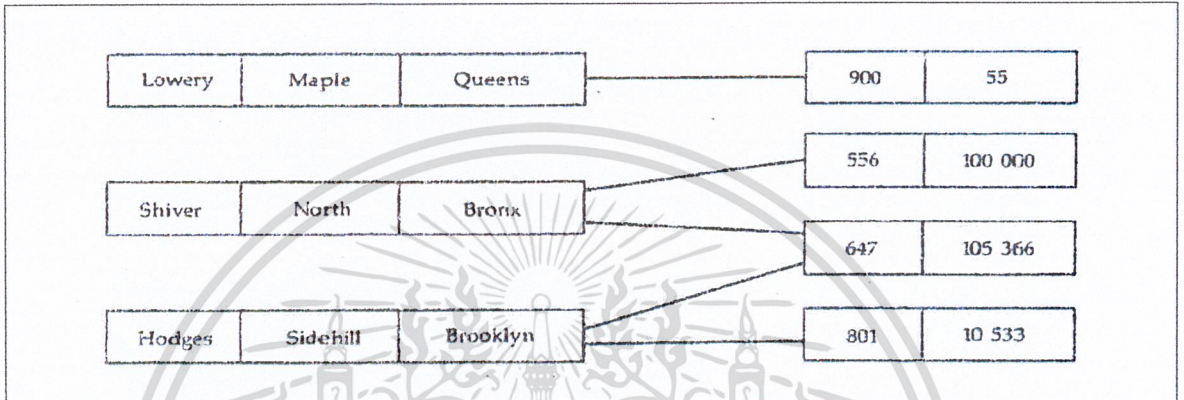 Lowery Maple Queens 900 55
556 100 000
Shiver North Bronx
647 105 366
Hodges Sidehill Brooklyn 801 10 533